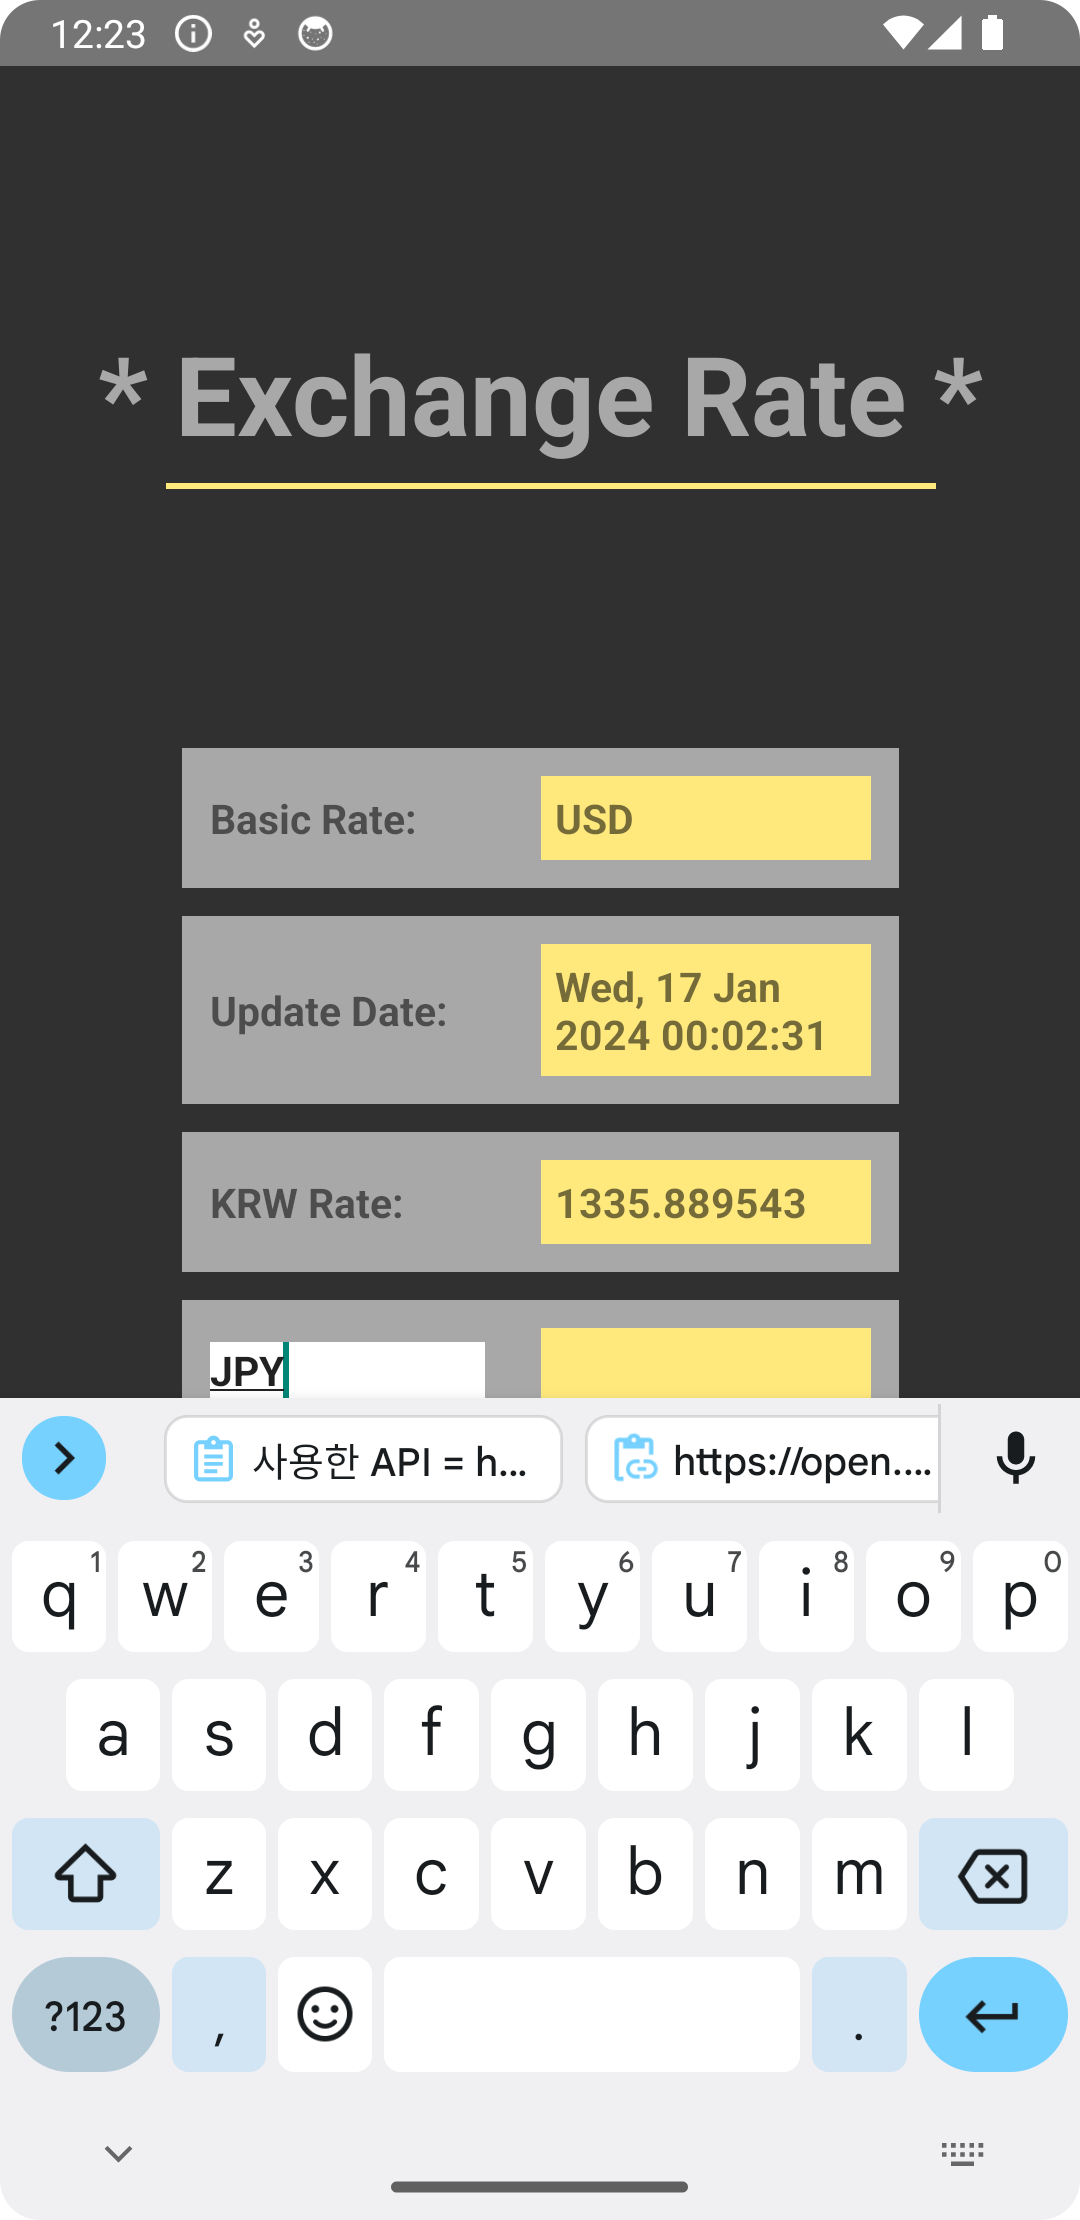 12:23
* Exchange Rate *
Basic Rate:
USD
Update Date:
Wed, 17 Jan
2024 00:02:31
KRW Rate:
1335.889543
JPY
사용한 API = h...
https://open....
q 1 w 2 e 3 r 4 t 5 y 6 u 7 i 8 o 9 p 0
a s d f g h j k l
z x c v b n m
?123 , .